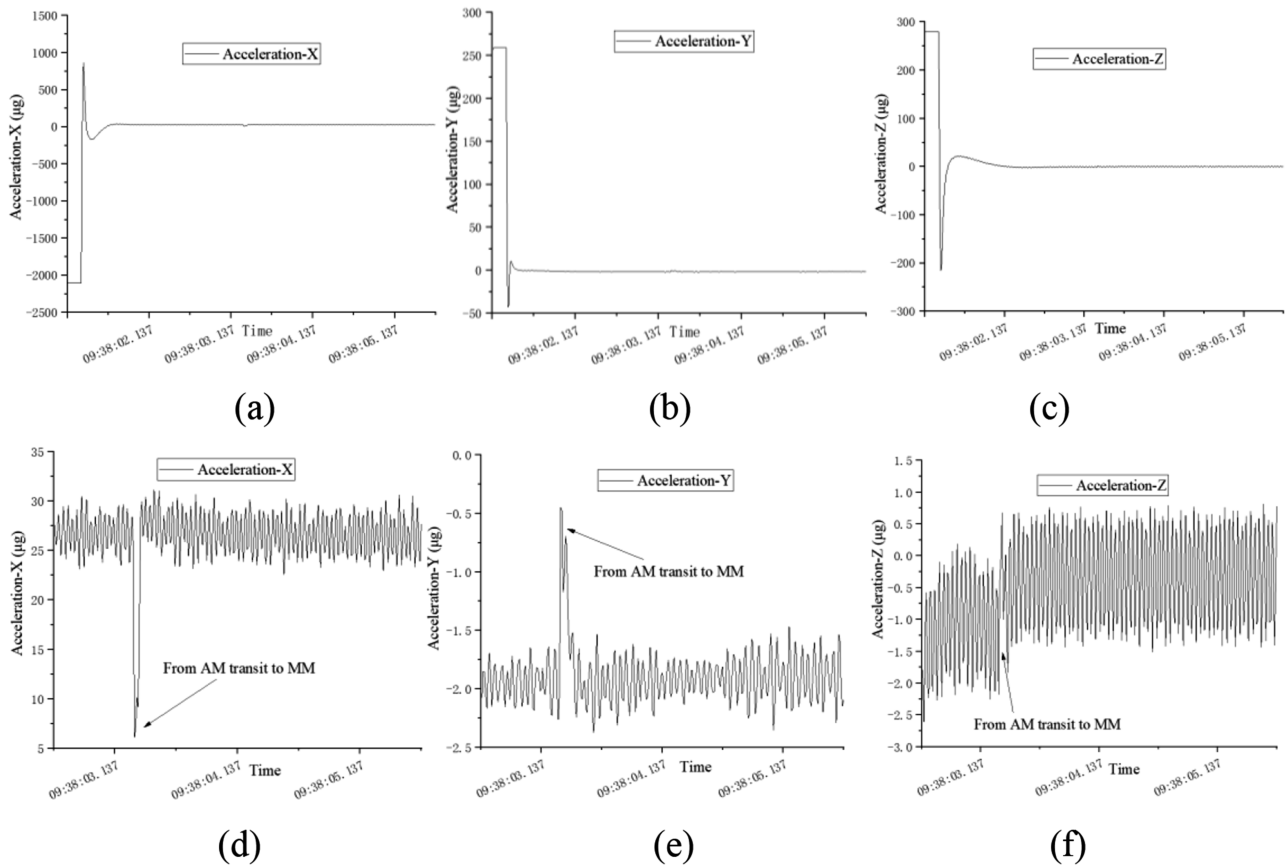 1500
1000
500
0
-500
-1000
-1500
-2000
-2500
Acceleration-X (μg)
Acceleration-X
09:38:02.137
09:38:03.137
09:38:04.137
09:38:05.137
Time
(a)
300
250
200
150
100
50
0
-50
Acceleration-Y (μg)
Acceleration-Y
09:38:02.137
09:38:03.137
09:38:04.137
09:38:05.137
Time
(b)
300
200
100
0
-100
-200
-300
Acceleration-Z (μg)
Acceleration-Z
09:38:02.137
09:38:03.137
09:38:04.137
09:38:05.137
Time
(c)
35
30
25
20
15
10
5
Acceleration-X (μg)
Acceleration-X
From AM transit to MM
09:38:03.137
09:38:04.137
09:38:05.137
Time
(d)
0.0
-0.5
-1.0
-1.5
-2.0
-2.5
Acceleration-Y (μg)
Acceleration-Y
From AM transit to MM
09:38:03.137
09:38:04.137
09:38:05.137
Time
(e)
1.5
1.0
0.5
0.0
-0.5
-1.0
-1.5
-2.0
-2.5
-3.0
Acceleration-Z (μg)
Acceleration-Z
From AM transit to MM
09:38:03.137
09:38:04.137
09:38:05.137
Time
(f)